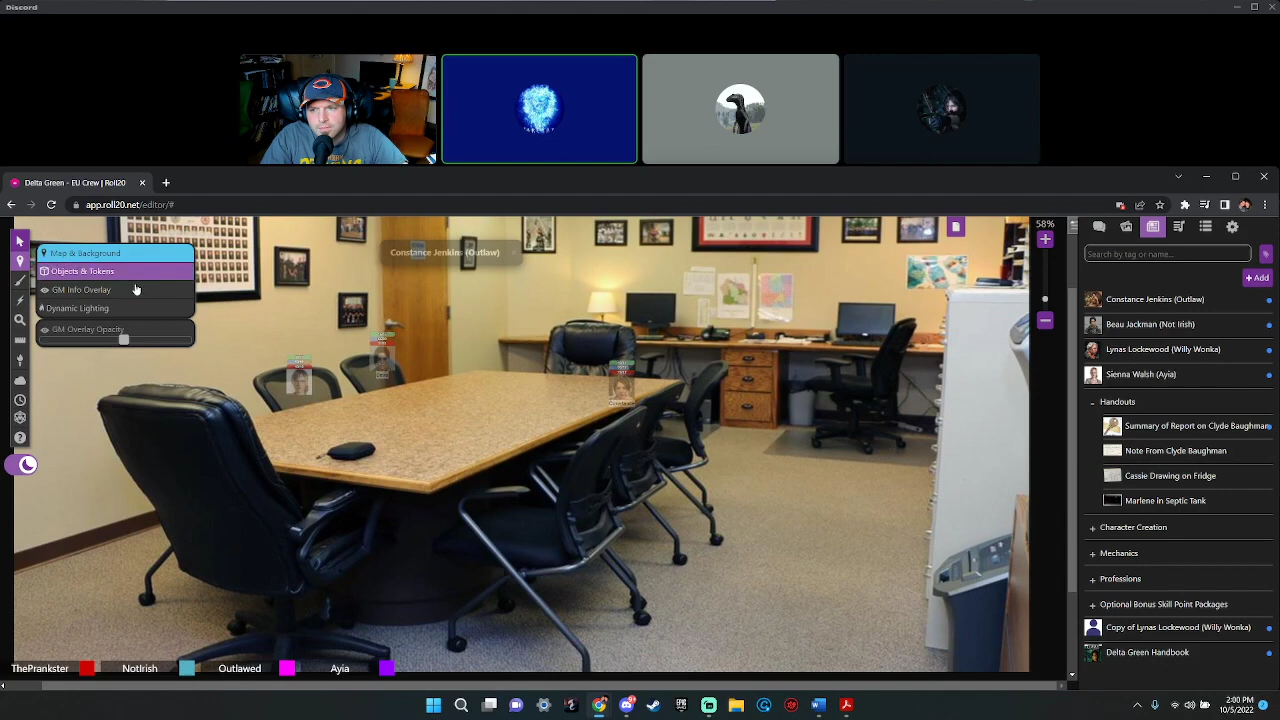 Discord
Delta Green - EU Crew | Roll20
app.roll20.net/editor/#
58%
Map & Background
Objects & Tokens
GM Info Overlay
Dynamic Lighting
GM Overlay Opacity
Constance Jenkins (Outlaw)
Search by tag or name...
+ Add
Constance Jenkins (Outlaw)
Beau Jackman (Not Irish)
Lynas Lockewood (Willy Wonka)
Sienna Walsh (Ayia)
Handouts
Summary of Report on Clyde Baughman
Note From Clyde Baughman
Cassie Drawing on Fridge
Marlene in Septic Tank
Character Creation
Mechanics
Professions
Optional Bonus Skill Point Packages
Copy of Lynas Lockewood (Willy Wonka)
Delta Green Handbook
ThePrankster
NotIrish
Outlawed
Ayia
2:00 PM
10/5/2022